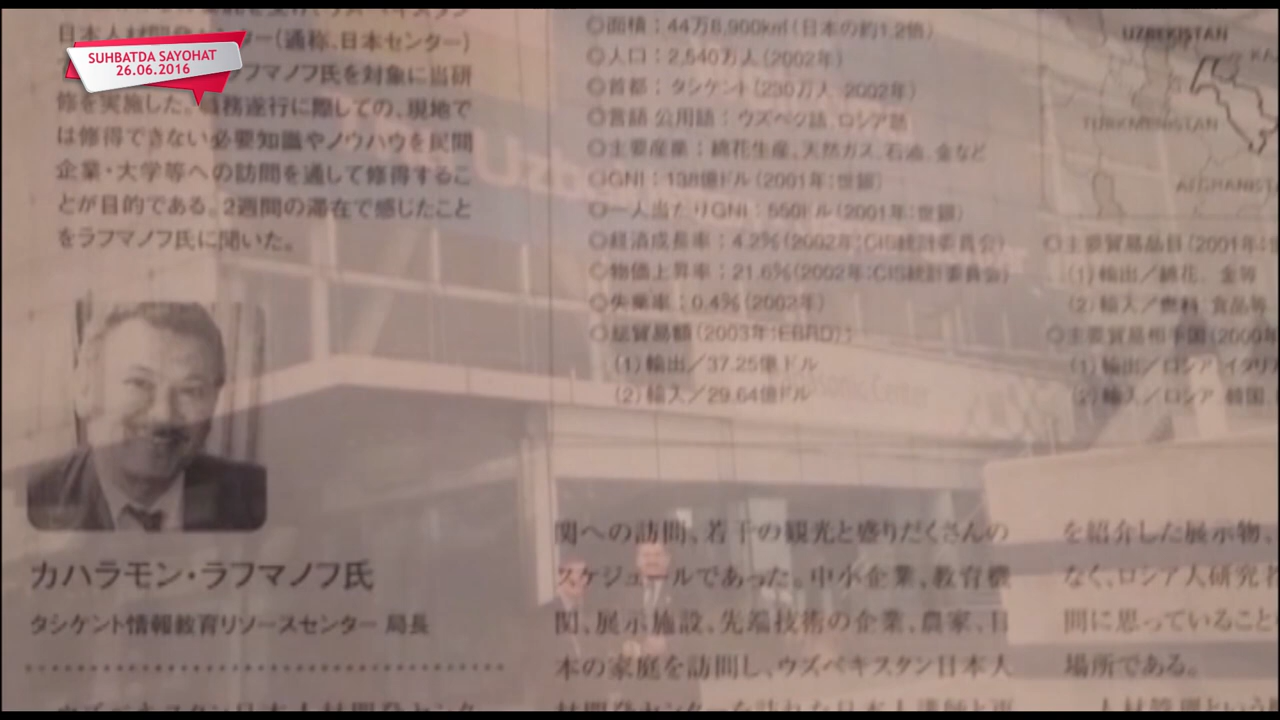 SUHBATDA SAYOHAT
26.06.2016
日本人材開発
ー（通称、日本センター）
フマノフ氏を対象に当研
修を実施した。職務遂行に際しての、現地で
は修得できない必要知識やノウハウを民間
企業・大学等への訪問を通して修得するこ
とが目的である。2週間の滞在で感じたこと
をラフマノフ氏に聞いた。
カハラモン・ラフマノフ氏
タシケント情報教育リソースセンター 局長
◎面積：44万8,900km²（日本の約1.2倍）
◎人口：2,540万人（2002年）
◎首都：タシケント（230万人 2002年）
◎言語 公用語：ウズベク語、ロシア語
◎主要産業：綿花生産、天然ガス、石油、金など
◎GNI：138億ドル（2001年：世銀）
◎一人当たりGNI：550ドル（2001年：世銀）
◎経済成長率：4.2%（2002年：CIS統計委員会）
◎物価上昇率：21.6%（2002年：CIS統計委員会）
◎失業率：0.4%（2002年）
◎総貿易額（2003年：EBRD）：
（1）輸出／37.25億ドル
（2）輸入／29.64億ドル
UZBEKISTAN
TURKMENISTAN
AFGHANIST
◎主要貿易品目（2001年：
（1）輸出／綿花、金等
（2）輸入／燃料 食品等
◎主要貿易相手国（2000年
（1）輸出／ロシア イタリ
（2）輸入／ロシア 韓国
関への訪問、若干の観光と盛りだくさんの
スケジュールであった。中小企業、教育機
関、展示施設、先端技術の企業、農家、日
本の家庭を訪問し、ウズベキスタン日本人
を紹介した展示物、
なく、ロシア人研究者
間に思っていること
場所である。